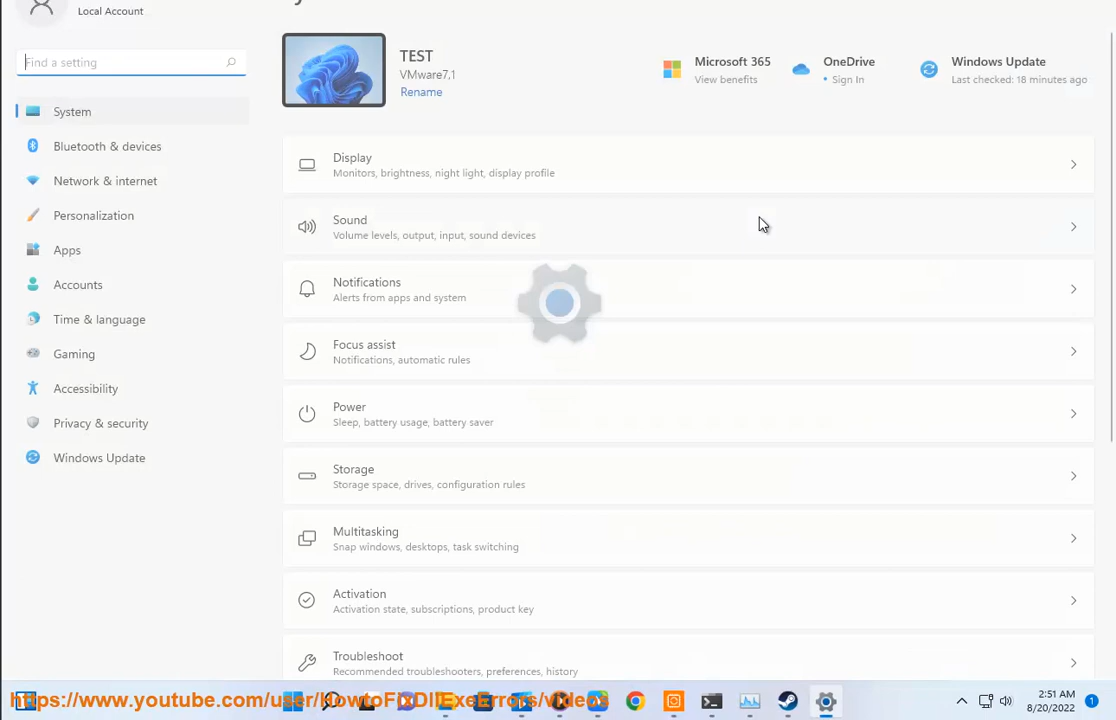 Local Account
Find a setting
System
Bluetooth & devices
Network & internet
Personalization
Apps
Accounts
Time & language
Gaming
Accessibility
Privacy & security
Windows Update
TEST
VMware7,1
Rename
Microsoft 365
View benefits
OneDrive
• Sign In
Windows Update
Last checked: 18 minutes ago
Display
Monitors, brightness, night light, display profile
Sound
Volume levels, output, input, sound devices
Notifications
Alerts from apps and system
Focus assist
Notifications, automatic rules
Power
Sleep, battery usage, battery saver
Storage
Storage space, drives, configuration rules
Multitasking
Snap windows, desktops, task switching
Activation
Activation state, subscriptions, product key
Troubleshoot
Recommended troubleshooters, preferences, history
https://www.youtube.com/user/HowtoFixDllExeErrors/videos
2:51 AM
8/20/2022
1